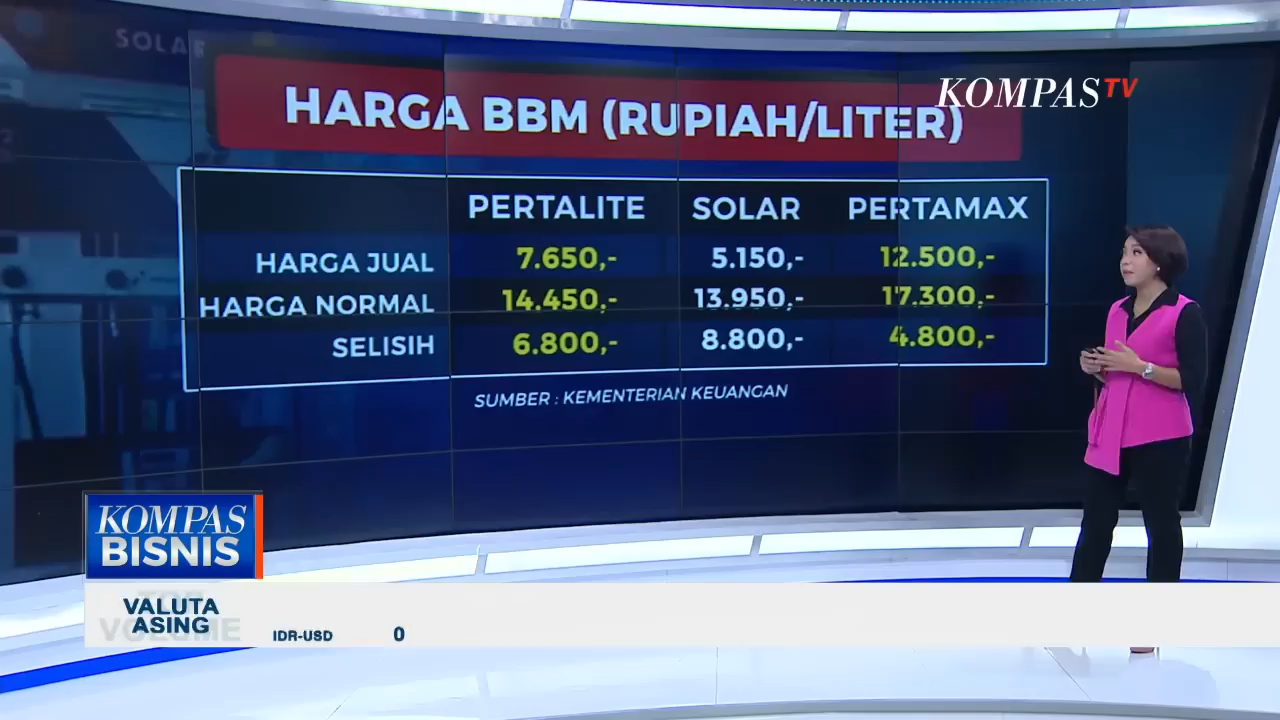 SOLAR
KOMPASTV
HARGA BBM (RUPIAH/LITER)
PERTALITE SOLAR PERTAMAX
HARGA JUAL 7.650,- 5.150,- 12.500,-
HARGA NORMAL 14.450,- 13.950,- 17.300,-
SELISIH 6.800,- 8.800,- 4.800,-
SUMBER : KEMENTERIAN KEUANGAN
KOMPAS
BISNIS
VALUTA
ASING
VOLUME
IDR-USD 0